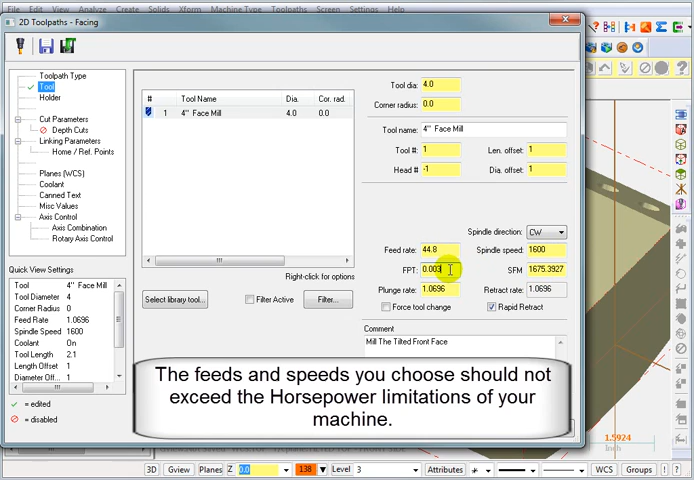 File Edit View Analyze Create Solids Xform Machine Type Toolpaths Screen Settings Help
2D Toolpaths - Facing
Toolpath Type
Tool
Holder
Cut Parameters
Depth Cuts
Linking Parameters
Home / Ref. Points
Planes (WCS)
Coolant
Canned Text
Misc Values
Axis Control
Axis Combination
Rotary Axis Control
Quick View Settings
Tool 4" Face Mill
Tool Diameter 4
Corner Radius 0
Feed Rate 1.0696
Spindle Speed 1600
Coolant On
Tool Length 2.1
Length Offset 1
Diameter Off... 1
= edited
= disabled
# Tool Name Dia. Cor. rad.
1 4" Face Mill 4.0 0.0
Right-click for options
Select library tool...
Filter Active
Filter...
Tool dia: 4.0
Corner radius: 0.0
Tool name: 4" Face Mill
Tool #: 1 Len. offset: 1
Head # -1 Dia. offset: 1
Spindle direction: CW
Feed rate: 44.8 Spindle speed: 1600
FPT: 0.003 SFM 1675.3927
Plunge rate: 1.0696 Retract rate: 1.0696
Force tool change Rapid Retract
Comment
Mill The Tilted Front Face
The feeds and speeds you choose should not
exceed the Horsepower limitations of your
machine.
1.5924
Inch
3D Gview Planes Z 0.0 138 Level 3 Attributes WCS Groups